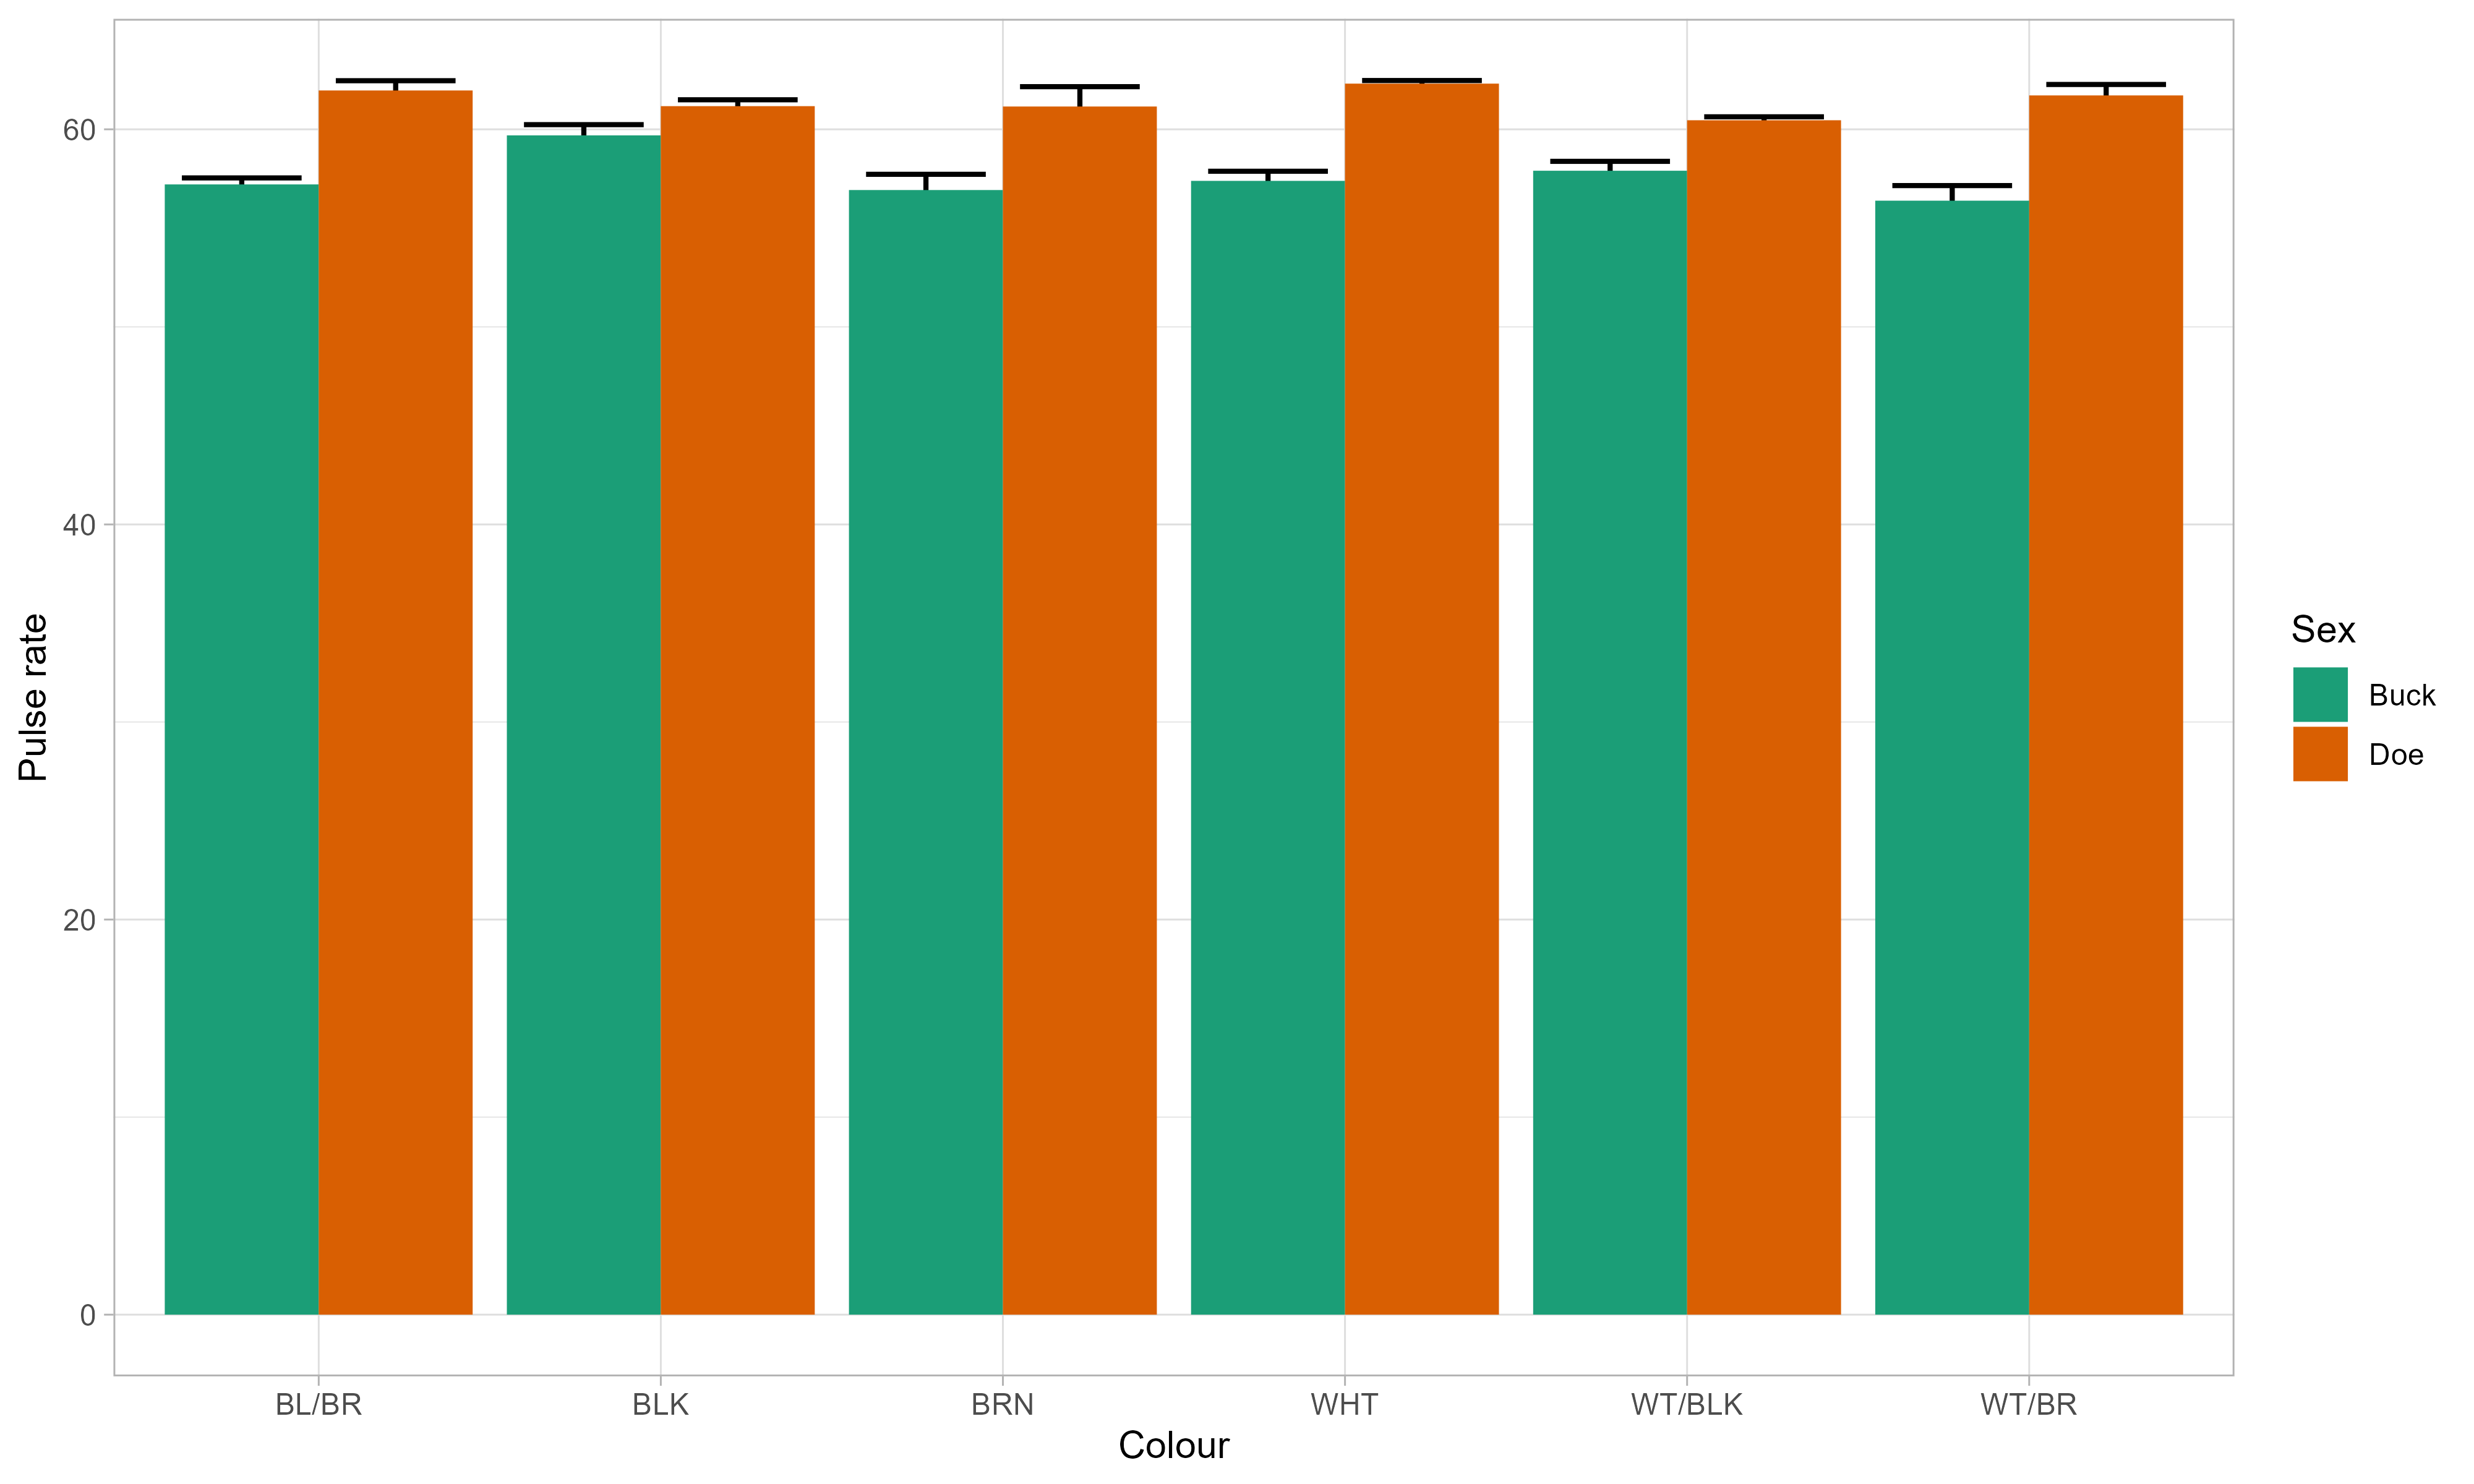 60
40
20
0
Pulse rate
BL/BR BLK BRN WHT WT/BLK WT/BR
Colour
Sex
Buck
Doe